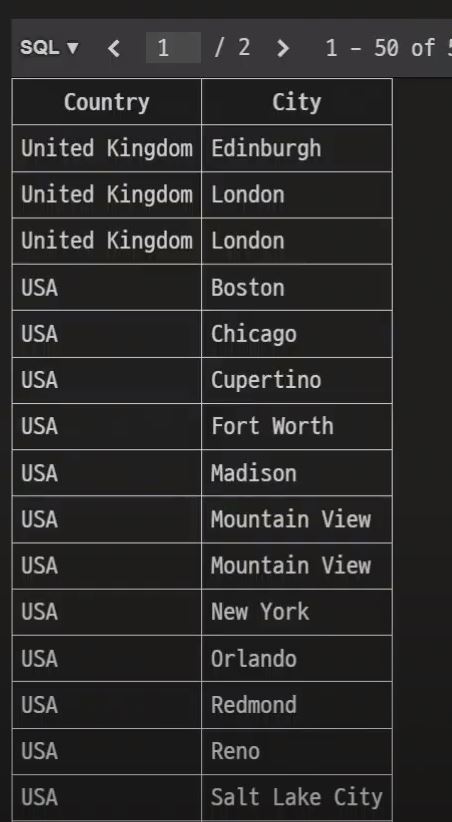 SQL ▼ < 1 / 2 > 1 – 50 of
Country City
United Kingdom Edinburgh
United Kingdom London
United Kingdom London
USA Boston
USA Chicago
USA Cupertino
USA Fort Worth
USA Madison
USA Mountain View
USA Mountain View
USA New York
USA Orlando
USA Redmond
USA Reno
USA Salt Lake City